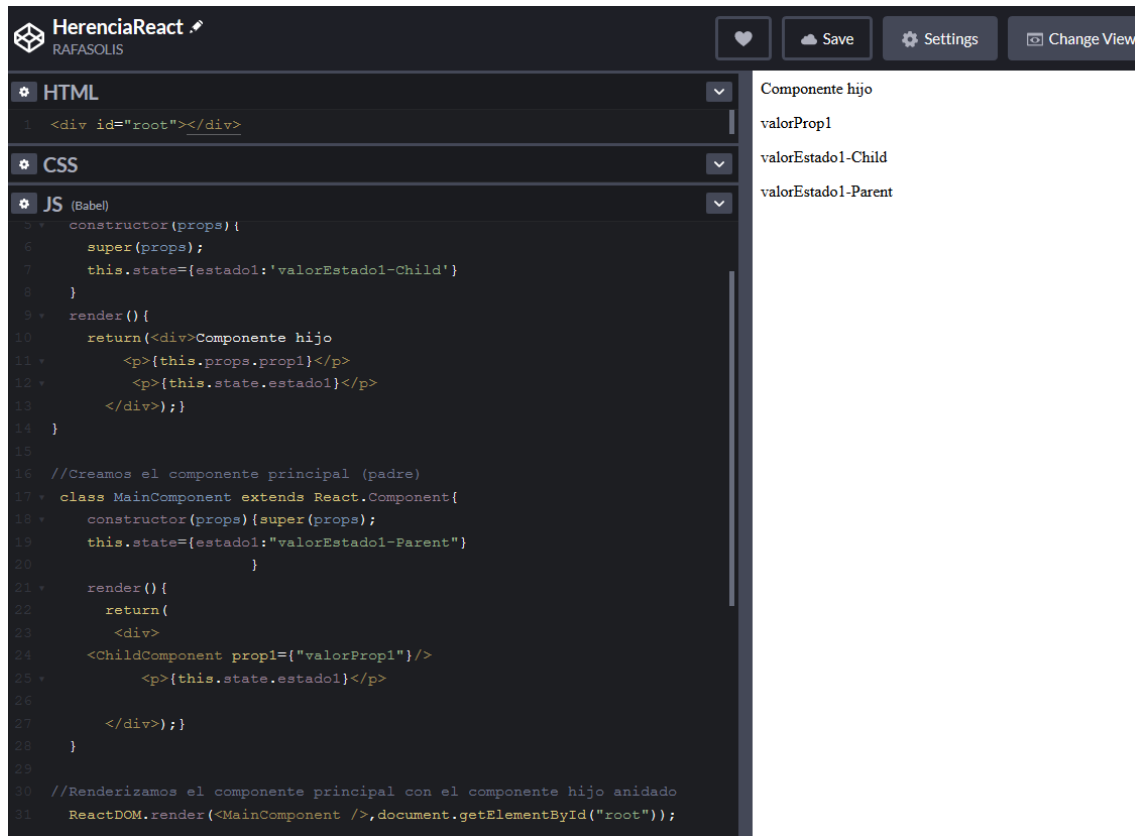 HerenciaReact
RAFASOLIS
Save
Settings
Change View
HTML
1 <div id="root"></div>
CSS
JS (Babel)
5 constructor(props){
6 super(props);
7 this.state={estado1:'valorEstado1-Child'}
8 }
9 render(){
10 return(<div>Componente hijo
11 <p>{this.props.prop1}</p>
12 <p>{this.state.estado1}</p>
13 </div>);}
14 }
15
16 //Creamos el componente principal (padre)
17 class MainComponent extends React.Component{
18 constructor(props){super(props);
19 this.state={estado1:"valorEstado1-Parent"}
20 }
21 render(){
22 return(
23 <div>
24 <ChildComponent prop1={"valorProp1"}/>
25 <p>{this.state.estado1}</p>
26
27 </div>);}
28 }
29
30 //Renderizamos el componente principal con el componente hijo anidado
31 ReactDOM.render(<MainComponent />,document.getElementById("root"));
Componente hijo
valorProp1
valorEstado1-Child
valorEstado1-Parent